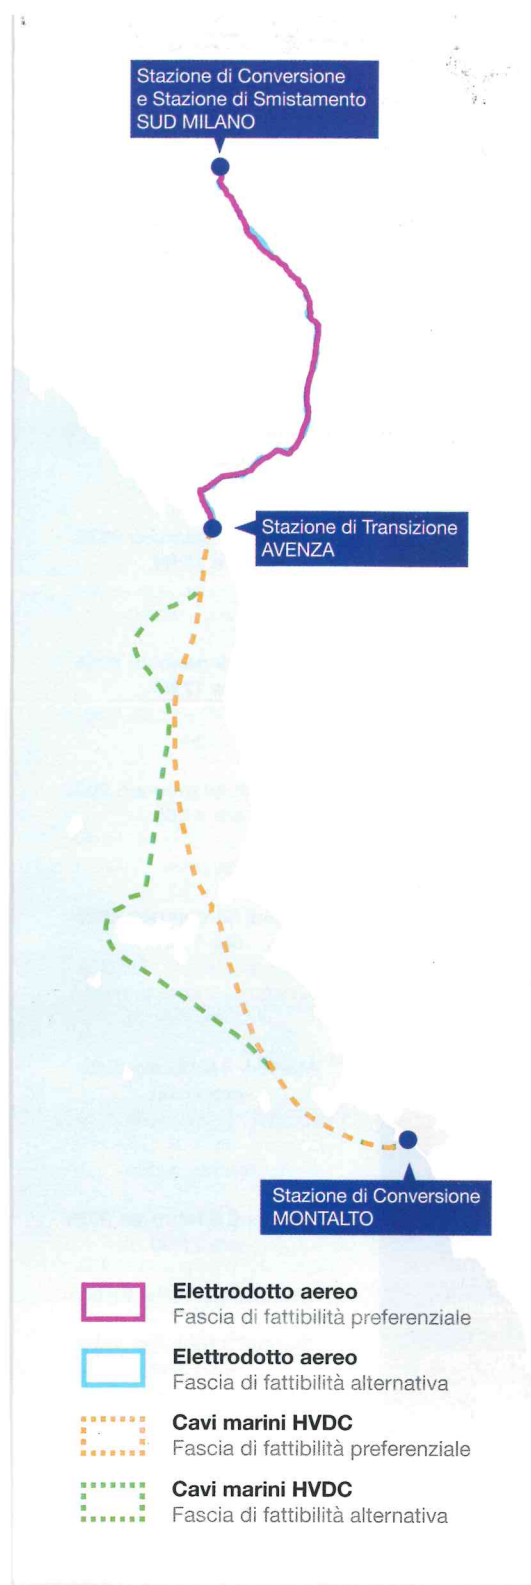 Stazione di Conversione
e Stazione di Smistamento
SUD MILANO
Stazione di Transizione
AVENZA
Stazione di Conversione
MONTALTO
Elettrodotto aereo
Fascia di fattibilità preferenziale
Elettrodotto aereo
Fascia di fattibilità alternativa
Cavi marini HVDC
Fascia di fattibilità preferenziale
Cavi marini HVDC
Fascia di fattibilità alternativa